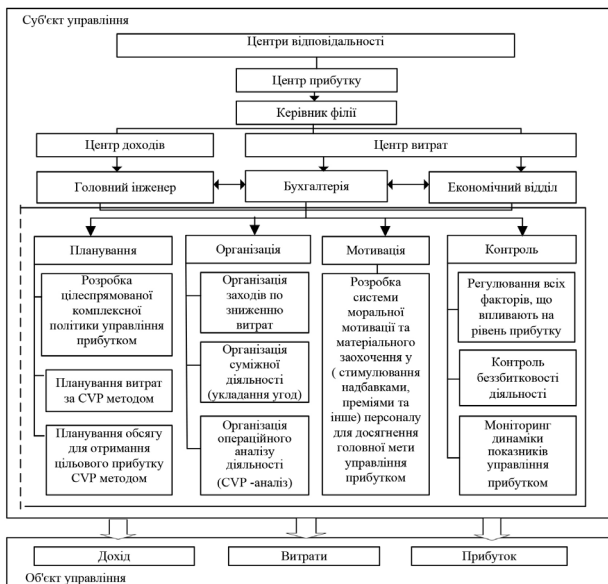 Суб'єкт управління
Центри відповідальності
Центр прибутку
Керівник філії
Центр доходів
Центр витрат
Головний інженер
Бухгалтерія
Економічний відділ
Планування
Розробка
цілеспрямованої
комплексної
політики управління
прибутком
Планування витрат
за CVP методом
Планування обсягу
для отримання
цільового прибутку
CVP методом
Організація
Організація
заходів по
зниженню
витрат
Організація
суміжної
діяльності
(укладання угод)
Організація
операційного
аналізу
діяльності
(CVP -аналіз)
Мотивація
Розробка
системи
моральної
мотивації та
матеріального
заохочення у
( стимулювання
надбавками,
преміями та
інше) персоналу
для досягнення
головної мети
управління
прибутком
Контроль
Регулювання всіх
факторів, що
впливають на
рівень прибутку
Контроль
беззбитковості
діяльності
Моніторинг
динаміки
показників
управління
прибутком
Дохід
Витрати
Прибуток
Об'єкт управління